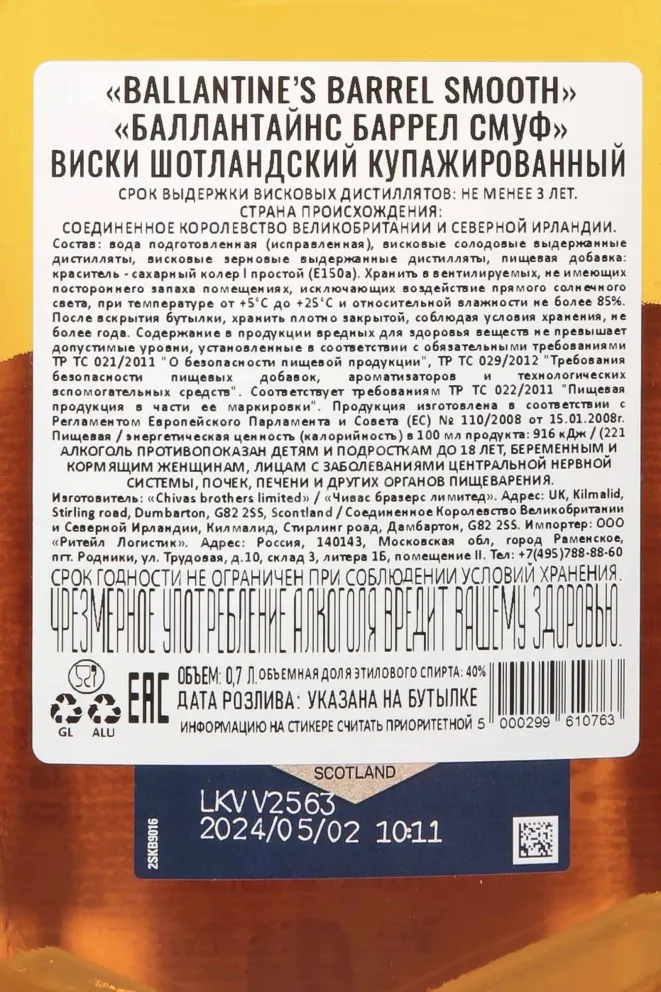 «BALLANTINE'S BARREL SMOOTH»
«БАЛЛАНТАЙНС БАРРЕЛ СМУФ»
ВИСКИ ШОТЛАНДСКИЙ КУПАЖИРОВАННЫЙ
СРОК ВЫДЕРЖКИ ВИСКОВЫХ ДИСТИЛЛЯТОВ: НЕ МЕНЕЕ 3 ЛЕТ.
СТРАНА ПРОИСХОЖДЕНИЯ:
СОЕДИНЕННОЕ КОРОЛЕВСТВО ВЕЛИКОБРИТАНИИ И СЕВЕРНОЙ ИРЛАНДИИ.
Состав: вода подготовленная (исправленная), висковые солодовые выдержанные
дистилляты, висковые зерновые выдержанные дистилляты, пищевая добавка:
краситель - сахарный колер I простой (E150a). Хранить в вентилируемых, не имеющих
постороннего запаха помещениях, исключающих воздействие прямого солнечного
света, при температуре от +5°С до +25°С и относительной влажности не более 85%.
После вскрытия бутылки, хранить плотно закрытой, соблюдая условия хранения, не
более года. Содержание в продукции вредных для здоровья веществ не превышает
допустимые уровни, установленные в соответствии с обязательными требованиями
ТР ТС 021/2011 "О безопасности пищевой продукции", ТР ТС 029/2012 "Требования
безопасности пищевых добавок, ароматизаторов и технологических
вспомогательных средств". Соответствует требованиям ТР ТС 022/2011 "Пищевая
продукция в части ее маркировки". Продукция изготовлена в соответствии с
Регламентом Европейского Парламента и Совета (ЕС) № 110/2008 от 15.01.2008г.
Пищевая / энергетическая ценность (калорийность) в 100 мл продукта: 916 кДж / (221
АЛКОГОЛЬ ПРОТИВОПОКАЗАН ДЕТЯМ И ПОДРОСТКАМ ДО 18 ЛЕТ, БЕРЕМЕННЫМ И
КОРМЯЩИМ ЖЕНЩИНАМ, ЛИЦАМ С ЗАБОЛЕВАНИЯМИ ЦЕНТРАЛЬНОЙ НЕРВНОЙ
СИСТЕМЫ, ПОЧЕК, ПЕЧЕНИ И ДРУГИХ ОРГАНОВ ПИЩЕВАРЕНИЯ.
Изготовитель: «Chivas brothers limited» / «Чивас бразерс лимитед». Адрес: UK, Kilmalid,
Stirling road, Dumbarton, G82 2SS, Scontland / Соединенное Королевство Великобритании
и Северной Ирландии, Килмалид, Стирлинг роад, Дамбартон, G82 2SS. Импортер: ООО
«Ритейл Логистик». Адрес: Россия, 140143, Московская обл, город Раменское,
пгт. Родники, ул. Трудовая, д.10, склад 3, литера 1Б, помещение II. Тел: +7(495)788-88-60
СРОК ГОДНОСТИ НЕ ОГРАНИЧЕН ПРИ СОБЛЮДЕНИИ УСЛОВИЙ ХРАНЕНИЯ.
ЧРЕЗМЕРНОЕ УПОТРЕБЛЕНИЕ АЛКОГОЛЯ ВРЕДИТ ВАШЕМУ ЗДОРОВЬЮ.
GL ALU
EAC
ОБЪЕМ: 0,7 Л. ОБЪЕМНАЯ ДОЛЯ ЭТИЛОВОГО СПИРТА: 40%
ДАТА РОЗЛИВА: УКАЗАНА НА БУТЫЛКЕ
ИНФОРМАЦИЮ НА СТИКЕРЕ СЧИТАТЬ ПРИОРИТЕТНОЙ
5 000299 610763
SCOTLAND
LKVV2563
2024/05/02 10:11
2SKB9016